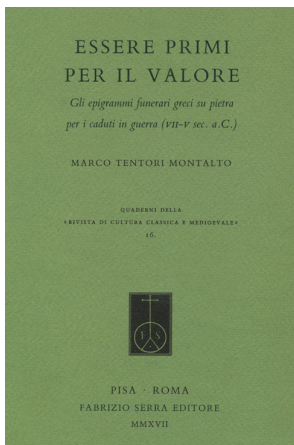 ESSERE PRIMI
PER IL VALORE
Gli epigrammi funerari greci su pietra
per i caduti in guerra (VII-V sec. a.C.)
MARCO TENTORI MONTALTO
QUADERNI DELLA
«RIVISTA DI CULTURA CLASSICA E MEDIOEVALE»
16.
F S
PISA · ROMA
FABRIZIO SERRA EDITORE
MMXVII